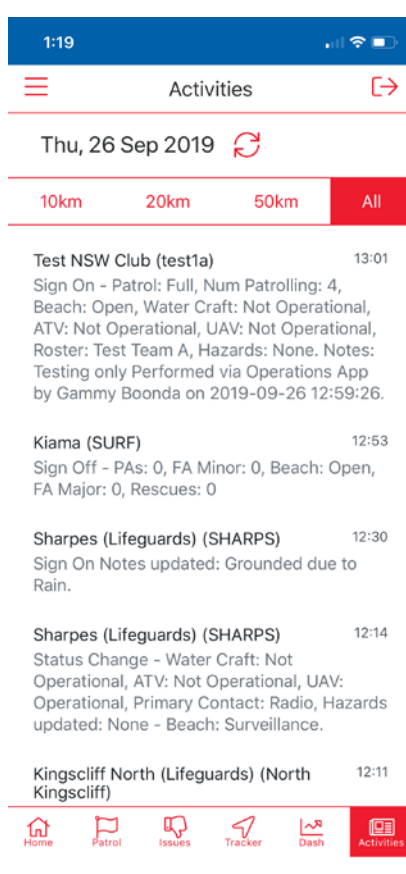 1:19
Activities
Thu, 26 Sep 2019
10km 20km 50km All
Test NSW Club (test1a) 13:01
Sign On - Patrol: Full, Num Patrolling: 4,
Beach: Open, Water Craft: Not Operational,
ATV: Not Operational, UAV: Not Operational,
Roster: Test Team A, Hazards: None. Notes:
Testing only Performed via Operations App
by Gammy Boonda on 2019-09-26 12:59:26.
Kiama (SURF) 12:53
Sign Off - PAs: 0, FA Minor: 0, Beach: Open,
FA Major: 0, Rescues: 0
Sharpes (Lifeguards) (SHARPS) 12:30
Sign On Notes updated: Grounded due to
Rain.
Sharpes (Lifeguards) (SHARPS) 12:14
Status Change - Water Craft: Not
Operational, ATV: Not Operational, UAV:
Operational, Primary Contact: Radio, Hazards
updated: None - Beach: Surveillance.
Kingscliff North (Lifeguards) (North 12:11
Kingscliff)
Home Patrol Issues Tracker Dash Activities